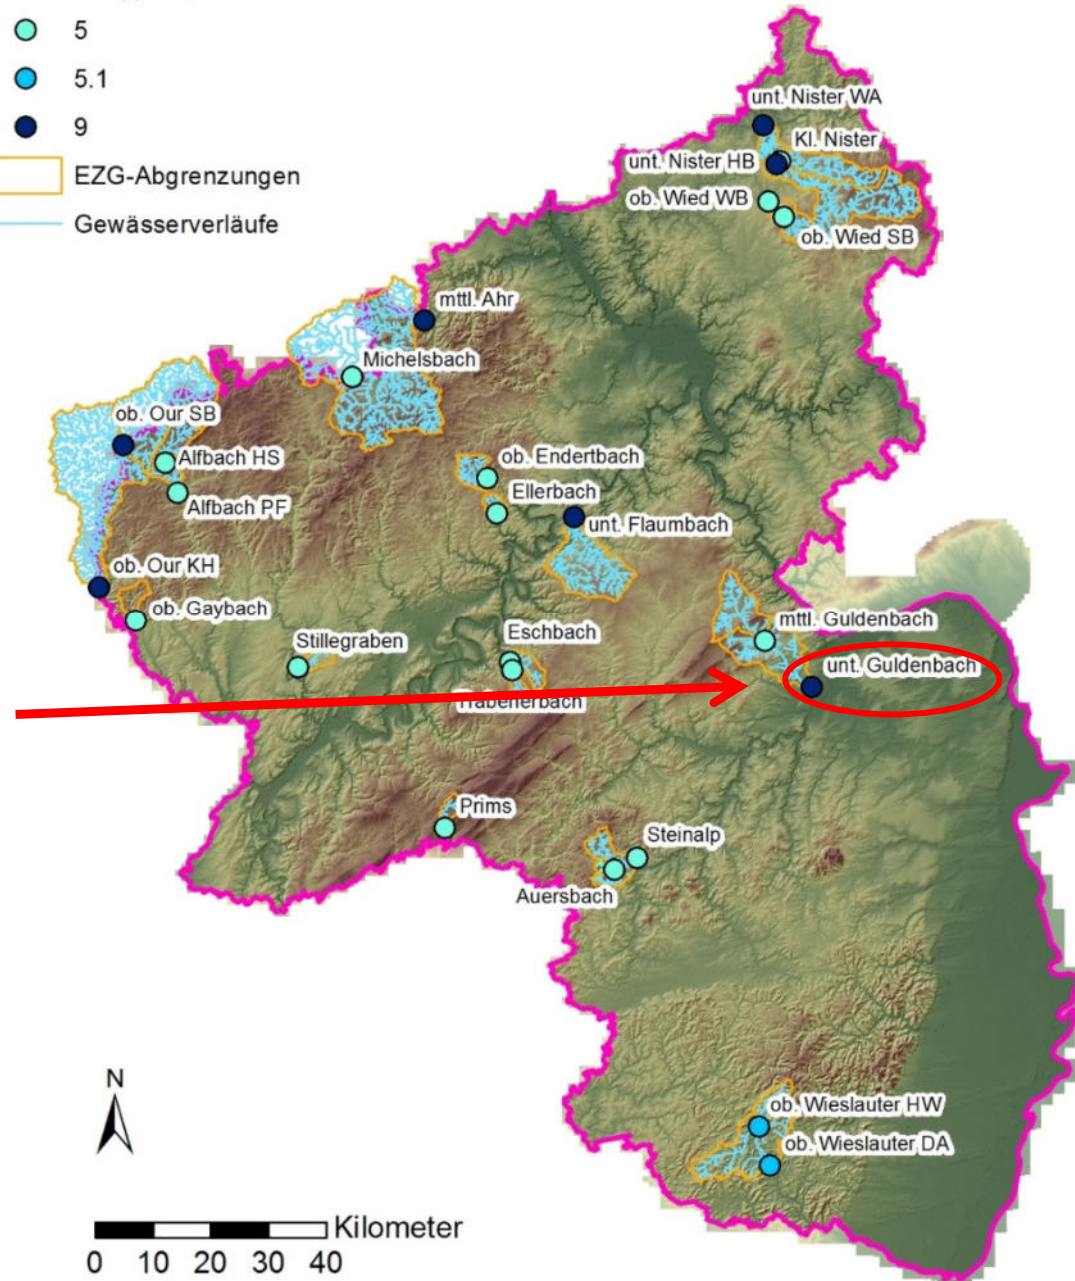 5
5.1
9
EZG-Abgrenzungen
Gewässerverläufe
unt. Nister WA
Kl. Nister
unt. Nister HB
ob. Wied WB
ob. Wied SB
mttl. Ahr
Michelsbach
ob. Our SB
Alfbach HS
Alfbach PF
ob. Endertbach
Ellerbach
unt. Flaumbach
ob. Our KH
ob. Gaybach
Stillegraben
Eschbach
mttl. Guldenbach
unt. Guldenbach
Trabenerbach
Prims
Steinalp
Auersbach
N
ob. Wieslauter HW
ob. Wieslauter DA
Kilometer
0 10 20 30 40